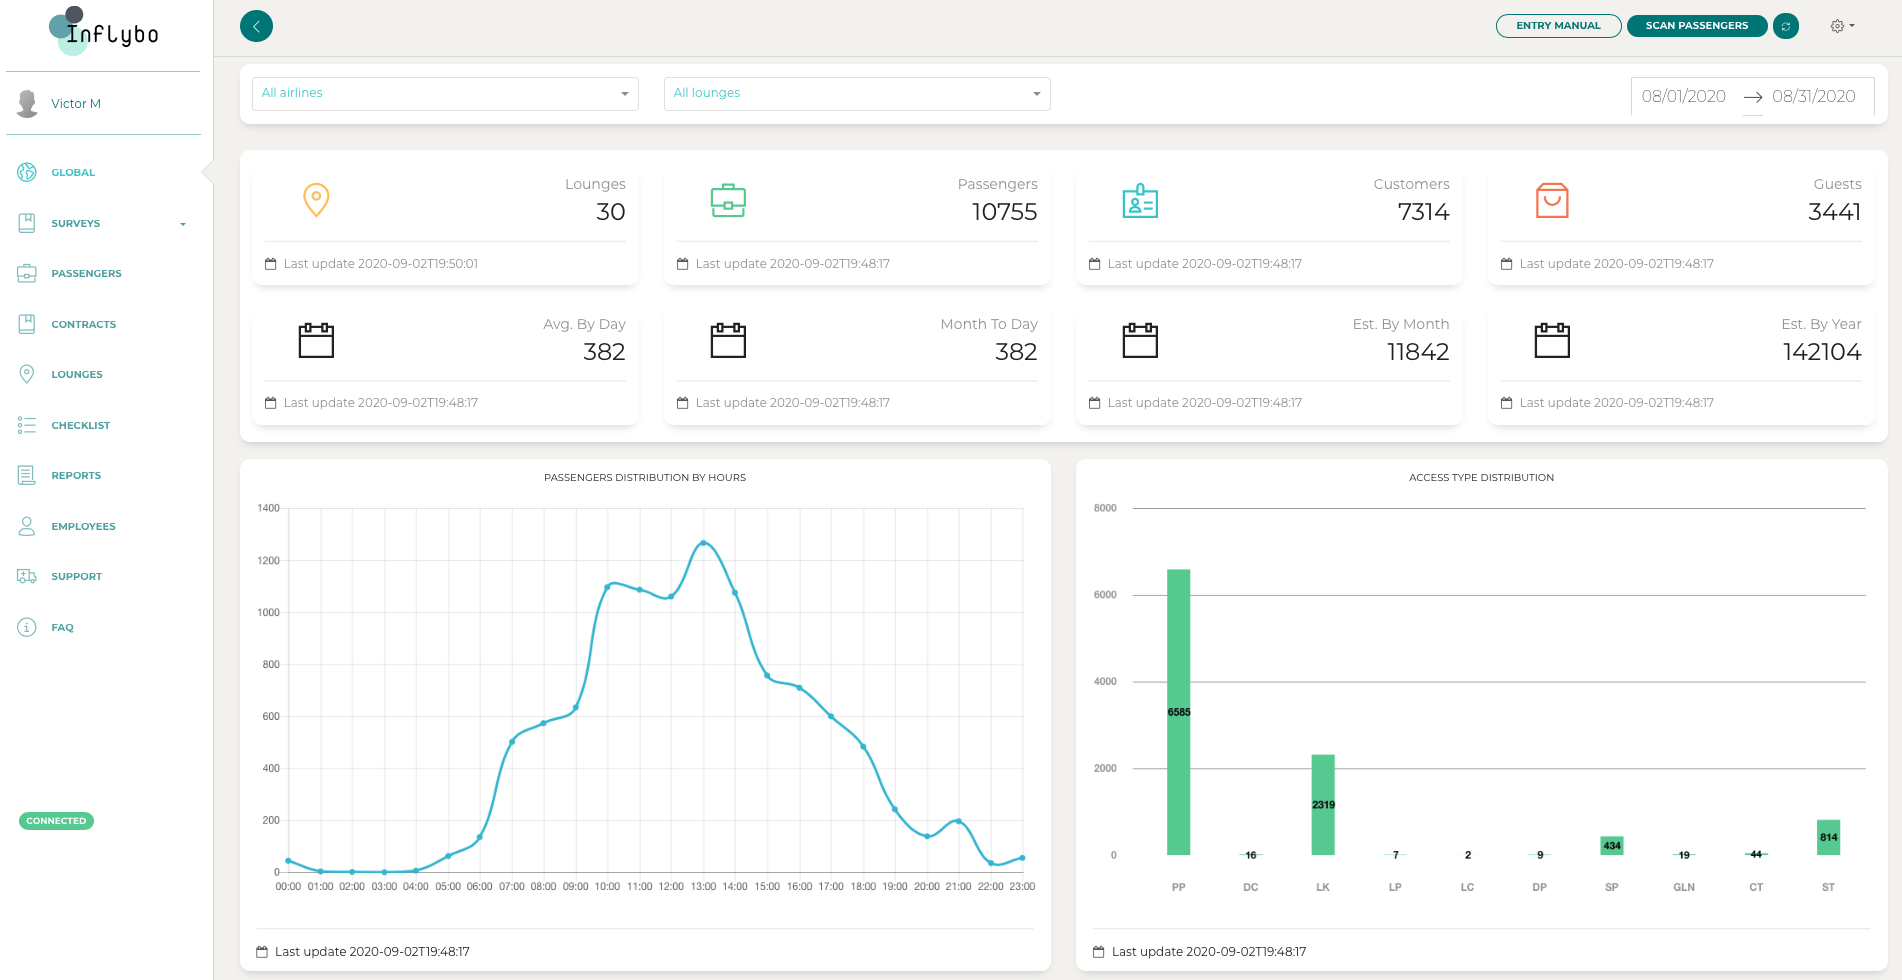 Inflybo
Victor M
GLOBAL
SURVEYS
PASSENGERS
CONTRACTS
LOUNGES
CHECKLIST
REPORTS
EMPLOYEES
SUPPORT
FAQ
CONNECTED
ENTRY MANUAL
SCAN PASSENGERS
All airlines
All lounges
08/01/2020
08/31/2020
Lounges
30
Last update 2020-09-02T19:50:01
Passengers
10755
Last update 2020-09-02T19:48:17
Customers
7314
Last update 2020-09-02T19:48:17
Guests
3441
Last update 2020-09-02T19:48:17
Avg. By Day
382
Last update 2020-09-02T19:48:17
Month To Day
382
Last update 2020-09-02T19:48:17
Est. By Month
11842
Last update 2020-09-02T19:48:17
Est. By Year
142104
Last update 2020-09-02T19:48:17
PASSENGERS DISTRIBUTION BY HOURS
1400
1200
1000
800
600
400
200
0
00:00 01:00 02:00 03:00 04:00 05:00 06:00 07:00 08:00 09:00 10:00 11:00 12:00 13:00 14:00 15:00 16:00 17:00 18:00 19:00 20:00 21:00 22:00 23:00
Last update 2020-09-02T19:48:17
ACCESS TYPE DISTRIBUTION
8000
6000
4000
2000
0
6585
16
2319
7
2
9
434
19
44
814
PP DC LK LP LC DP SP GLN CT ST
Last update 2020-09-02T19:48:17